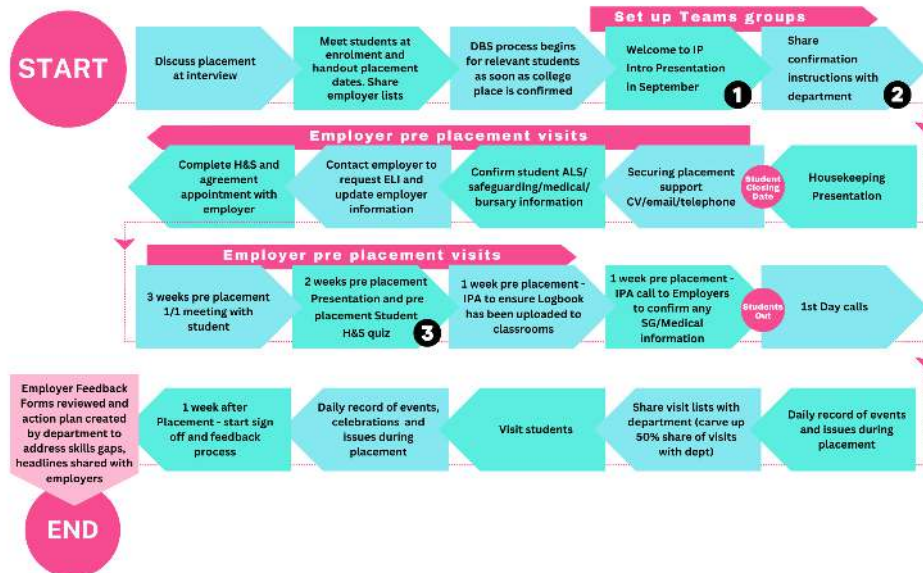 START
Set up Teams groups
Discuss placement
at interview
Meet students at
enrolment and
handout placement
dates. Share
employer lists
DBS process begins
for relevant students
as soon as college
place is confirmed
Welcome to IP
Intro Presentation
in September
1
Share
confirmation
instructions with
department
2
Employer pre placement visits
Housekeeping
Presentation
Student
Closing
Date
Securing placement
support
CV/email/telephone
Confirm student ALS/
safeguarding/medical/
bursary information
Contact employer to
request ELI and
update employer
information
Complete H&S and
agreement
appointment with
employer
Employer pre placement visits
3 weeks pre placement
1/1 meeting with
student
2 weeks pre placement
Presentation and pre
placement Student
H&S quiz
3
1 week pre placement -
IPA to ensure Logbook
has been uploaded to
classrooms
1 week pre placement -
IPA call to Employers
to confirm any
SG/Medical
information
Students
Out
1st Day calls
Daily record of events
and issues during
placement
Share visit lists with
department (carve up
50% share of visits
with dept)
Visit students
Daily record of events,
celebrations and
issues during
placement
1 week after
Placement - start sign
off and feedback
process
Employer Feedback
Forms reviewed and
action plan created
by department to
address skills gaps,
headlines shared with
employers
END